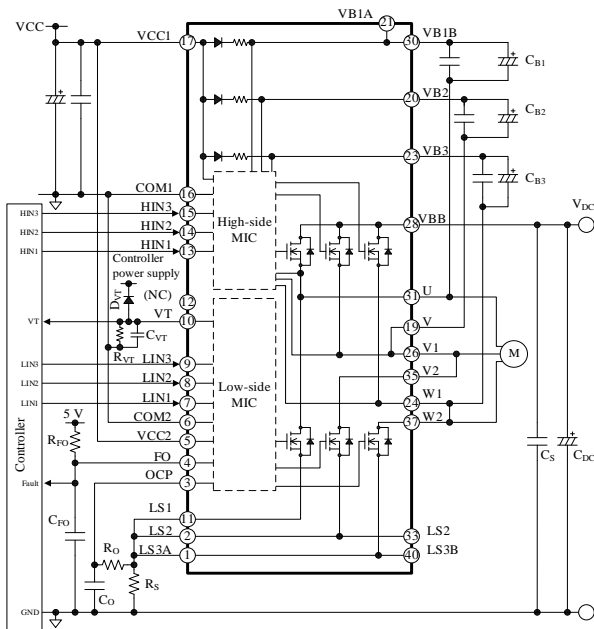 VCC
VCC1
17
21
VB1A
30
VB1B
CB1
20
VB2
CB2
23
VB3
CB3
COM1
16
HIN3
HIN3
15
HIN2
HIN2
14
HIN1
HIN1
13
High-side
MIC
28
VBB
VDC
Controller
power supply
(NC)
12
DVT
VT
VT
10
RVT
CVT
31
U
19
V
26
V1
35
V2
24
W1
37
W2
M
LIN3
LIN3
9
LIN2
LIN2
8
LIN1
LIN1
7
Low-side
MIC
COM2
6
5 V
VCC2
5
RFO
FO
4
OCP
3
Controller
Fault
CFO
LS1
11
LS2
2
33
LS2
LS3A
1
40
LS3B
RO
CO
RS
CS
CDC
GND